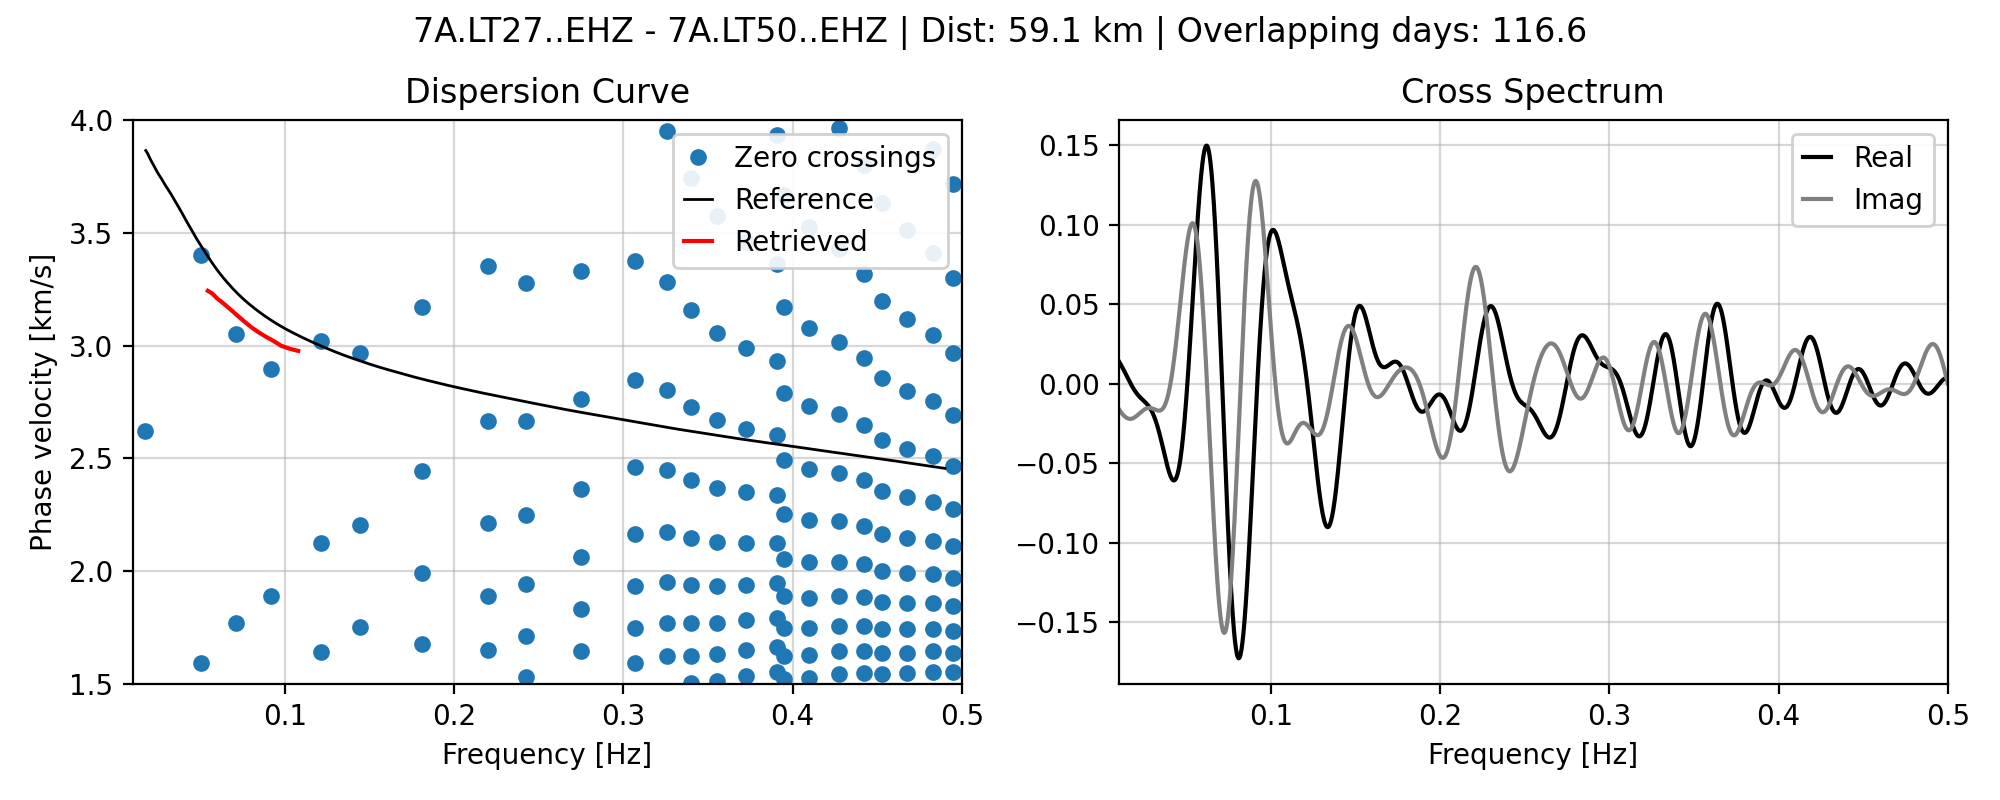 7A.LT27..EHZ - 7A.LT50..EHZ | Dist: 59.1 km | Overlapping days: 116.6
Dispersion Curve
4.0
3.5
3.0
2.5
2.0
1.5
Phase velocity [km/s]
0.1 0.2 0.3 0.4 0.5
Frequency [Hz]
Zero crossings
Reference
Retrieved
Cross Spectrum
0.15
0.10
0.05
0.00
−0.05
−0.10
−0.15
0.1 0.2 0.3 0.4 0.5
Frequency [Hz]
Real
Imag